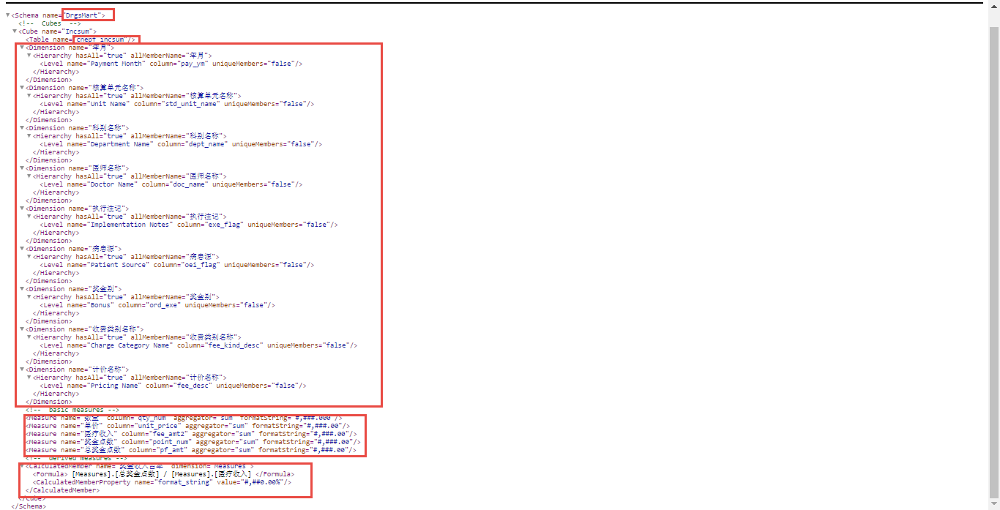 <Schema name="DrgsMart">
<!-- Cubes -->
<Cube name="Incsum">
<Table name="cnepf_incsum"/>
<Dimension name="年月">
<Hierarchy hasAll="true" allMemberName="年月">
<Level name="Payment Month" column="pay_ym" uniqueMembers="false"/>
</Hierarchy>
</Dimension>
<Dimension name="核算单元名称">
<Hierarchy hasAll="true" allMemberName="核算单元名称">
<Level name="Unit Name" column="std_unit_name" uniqueMembers="false"/>
</Hierarchy>
</Dimension>
<Dimension name="科别名称">
<Hierarchy hasAll="true" allMemberName="科别名称">
<Level name="Department Name" column="dept_name" uniqueMembers="false"/>
</Hierarchy>
</Dimension>
<Dimension name="医师名称">
<Hierarchy hasAll="true" allMemberName="医师名称">
<Level name="Doctor Name" column="doc_name" uniqueMembers="false"/>
</Hierarchy>
</Dimension>
<Dimension name="执行注记">
<Hierarchy hasAll="true" allMemberName="执行注记">
<Level name="Implementation Notes" column="exe_flag" uniqueMembers="false"/>
</Hierarchy>
</Dimension>
<Dimension name="病患源">
<Hierarchy hasAll="true" allMemberName="病患源">
<Level name="Patient Source" column="oei_flag" uniqueMembers="false"/>
</Hierarchy>
</Dimension>
<Dimension name="奖金别">
<Hierarchy hasAll="true" allMemberName="奖金别">
<Level name="Bonus" column="ord_exe" uniqueMembers="false"/>
</Hierarchy>
</Dimension>
<Dimension name="收费类别名称">
<Hierarchy hasAll="true" allMemberName="收费类别名称">
<Level name="Charge Category Name" column="fee_kind_desc" uniqueMembers="false"/>
</Hierarchy>
</Dimension>
<Dimension name="计价名称">
<Hierarchy hasAll="true" allMemberName="计价名称">
<Level name="Pricing Name" column="fee_desc" uniqueMembers="false"/>
</Hierarchy>
</Dimension>
<!-- basic measures -->
<Measure name="数量" column="qty_num" aggregator="sum" formatString="#,###.000"/>
<Measure name="单价" column="unit_price" aggregator="sum" formatString="#,###.00"/>
<Measure name="医疗收入" column="fee_amt2" aggregator="sum" formatString="#,###.00"/>
<Measure name="奖金点数" column="point_num" aggregator="sum" formatString="#,###.00"/>
<Measure name="总奖金点数" column="pf_amt" aggregator="sum" formatString="#,###.00"/>
<!-- derived measures -->
<CalculatedMember name="奖金收入占率" dimension="Measures">
<Formula> [Measures].[总奖金点数] / [Measures].[医疗收入] </Formula>
<CalculatedMemberProperty name="format_string" value="#,##0.00%"/>
</CalculatedMember>
</Cube>
</Schema>